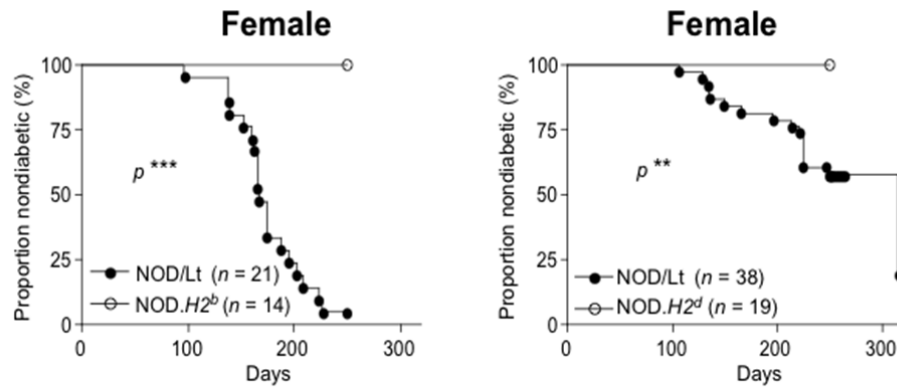 Female
Proportion nondiabetic (%)
100
75
50
25
0
p ***
NOD/Lt (n = 21)
NOD.H2ᵇ (n = 14)
0 100 200 300
Days
Female
Proportion nondiabetic (%)
100
75
50
25
0
p **
NOD/Lt (n = 38)
NOD.H2ᵈ (n = 19)
0 100 200 300
Days